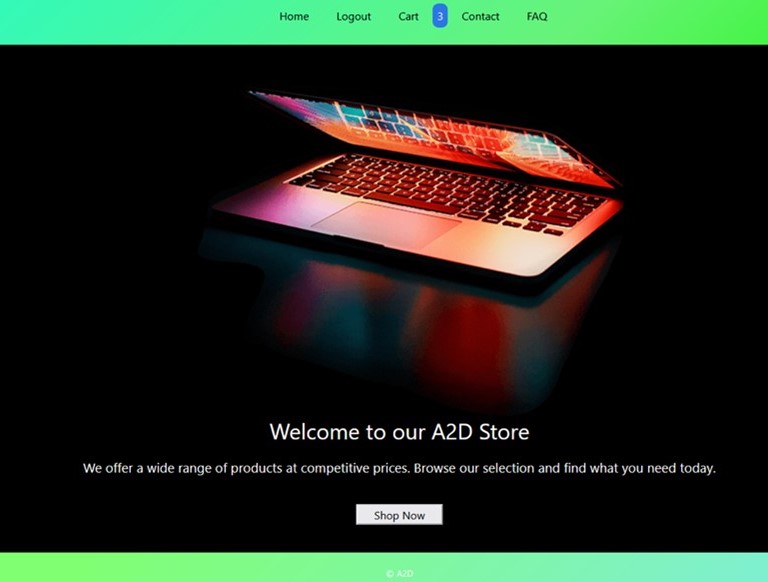 Home Logout Cart 3 Contact FAQ
Welcome to our A2D Store
We offer a wide range of products at competitive prices. Browse our selection and find what you need today.
Shop Now
© A2D